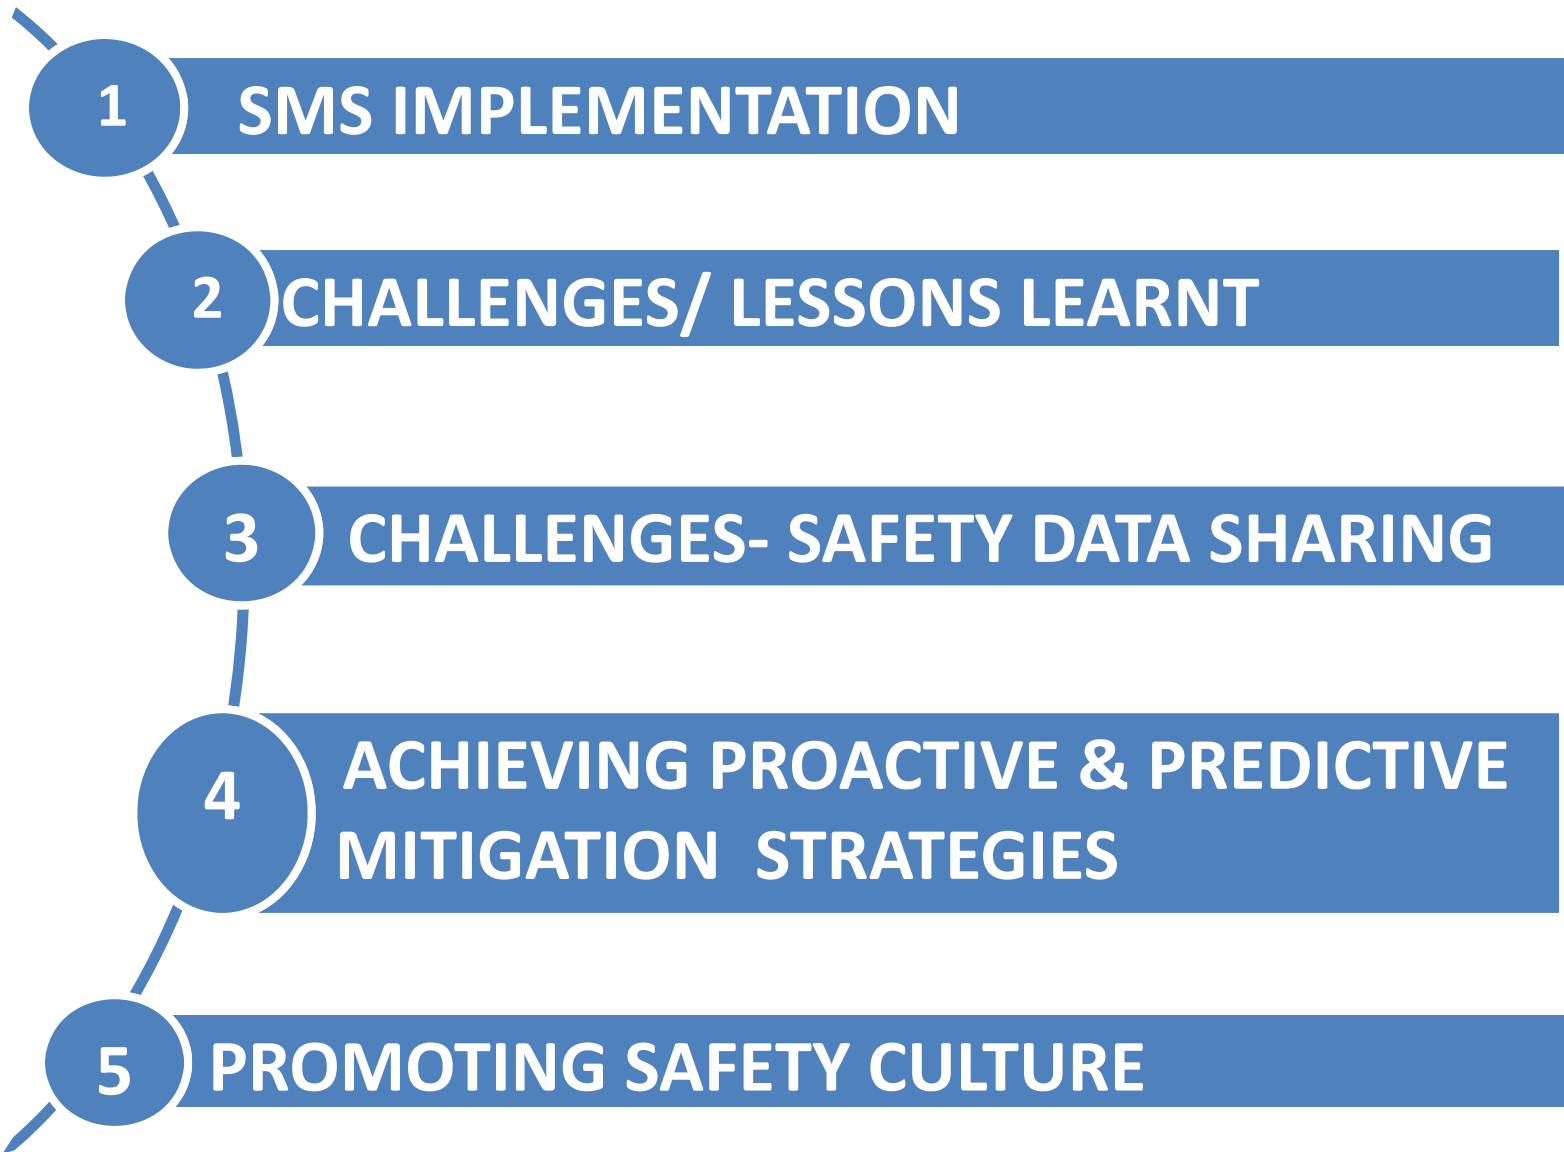 1 SMS IMPLEMENTATION
2 CHALLENGES/ LESSONS LEARNT
3 CHALLENGES- SAFETY DATA SHARING
4 ACHIEVING PROACTIVE & PREDICTIVE
MITIGATION STRATEGIES
5 PROMOTING SAFETY CULTURE